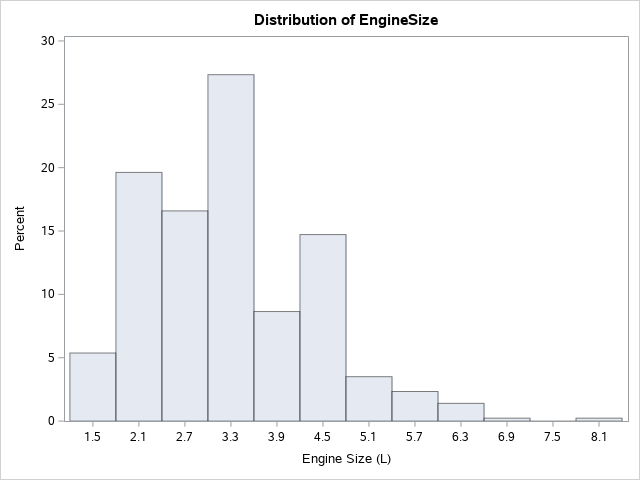 Distribution of EngineSize
30
25
20
15
10
5
0
Percent
1.5 2.1 2.7 3.3 3.9 4.5 5.1 5.7 6.3 6.9 7.5 8.1
Engine Size (L)